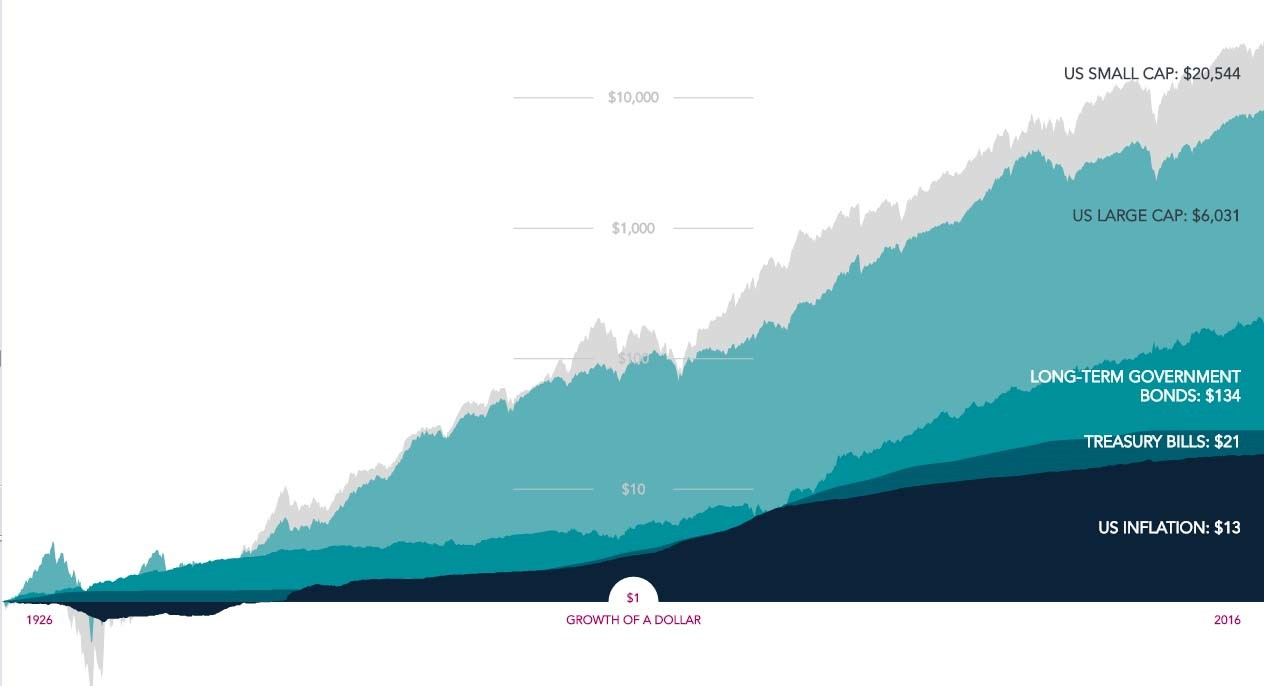 US SMALL CAP: $20,544
$10,000
US LARGE CAP: $6,031
$1,000
$100
LONG-TERM GOVERNMENT
BONDS: $134
TREASURY BILLS: $21
$10
US INFLATION: $13
$1
1926
GROWTH OF A DOLLAR
2016